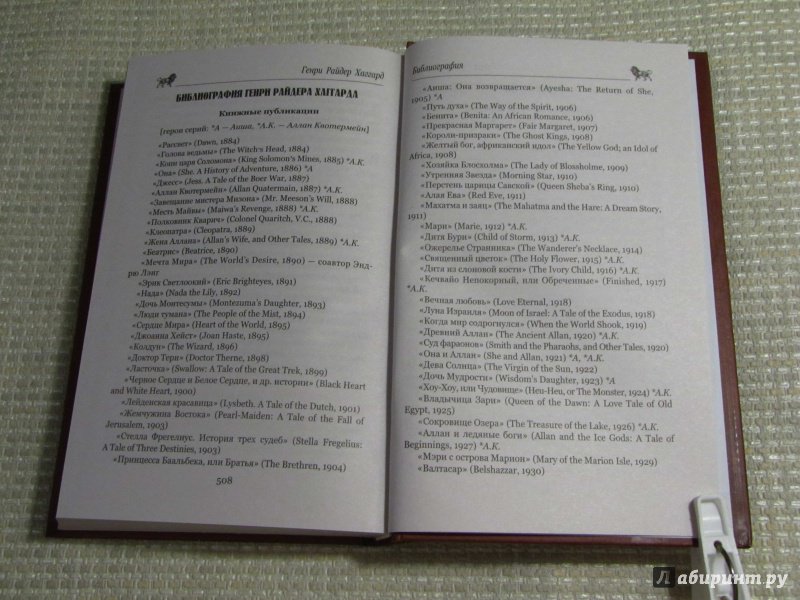 Генри Райдер Хаггард
БИБЛИОГРАФИЯ ГЕНРИ РАЙДЕРА ХАГГАРДА
Книжные публикации
[герои серий: *А — Аиша, *А.К. — Аллан Квотермейн]
«Рассвет» (Dawn, 1884)
«Голова ведьмы» (The Witch's Head, 1884)
«Копи царя Соломона» (King Solomon's Mines, 1885) *А.К.
«Она» (She. A History of Adventure, 1886) *А
«Джесс» (Jess. A Tale of the Boer War, 1887)
«Аллан Квотермейн» (Allan Quatermain, 1887) *А.К.
«Завещание мистера Мизона» (Mr. Meeson's Will, 1888)
«Месть Майвы» (Maiwa's Revenge, 1888) *А.К.
«Полковник Кварич» (Colonel Quaritch, V.C., 1888)
«Клеопатра» (Cleopatra, 1889)
«Жена Аллана» (Allan's Wife, and Other Tales, 1889) *А.К.
«Беатрис» (Beatrice, 1890)
«Мечта Мира» (The World's Desire, 1890) — соавтор Энд-
рю Лэнг
«Эрик Светлоокий» (Eric Brighteyes, 1891)
«Нада» (Nada the Lily, 1892)
«Дочь Монтесумы» (Montezuma's Daughter, 1893)
«Люди тумана» (The People of the Mist, 1894)
«Сердце Мира» (Heart of the World, 1895)
«Джоанна Хейст» (Joan Haste, 1895)
«Колдун» (The Wizard, 1896)
«Доктор Терн» (Doctor Therne, 1898)
«Ласточка» (Swallow: A Tale of the Great Trek, 1899)
«Черное Сердце и Белое Сердце, и др. истории» (Black Heart
and White Heart, 1900)
«Лейденская красавица» (Lysbeth. A Tale of the Dutch, 1901)
«Жемчужина Востока» (Pearl-Maiden: A Tale of the Fall of
Jerusalem, 1903)
«Стелла Фрегелиус. История трех судеб» (Stella Fregelius:
A Tale of Three Destinies, 1903)
«Принцесса Баальбека, или Братья» (The Brethren, 1904)
508
Библиография
«Аиша: Она возвращается» (Ayesha: The Return of She,
1905) *А
«Путь духа» (The Way of the Spirit, 1906)
«Бенита» (Benita: An African Romance, 1906)
«Прекрасная Маргарет» (Fair Margaret, 1907)
«Короли-призраки» (The Ghost Kings, 1908)
«Желтый бог, африканский идол» (The Yellow God; an Idol of
Africa, 1908)
«Хозяйка Блосхолма» (The Lady of Blossholme, 1909)
«Утренняя Звезда» (Morning Star, 1910)
«Перстень царицы Савской» (Queen Sheba's Ring, 1910)
«Алая Ева» (Red Eve, 1911)
«Махатма и заяц» (The Mahatma and the Hare: A Dream Story,
1911)
«Мари» (Marie, 1912) *А.К.
«Дитя Бури» (Child of Storm, 1913) *А.К.
«Ожерелье Странника» (The Wanderer's Necklace, 1914)
«Священный цветок» (The Holy Flower, 1915) *А.К.
«Дитя из слоновой кости» (The Ivory Child, 1916) *А.К.
«Кечвайо Непокорный, или Обреченные» (Finished, 1917)
*А.К.
«Вечная любовь» (Love Eternal, 1918)
«Луна Израиля» (Moon of Israel: A Tale of the Exodus, 1918)
«Когда мир содрогнулся» (When the World Shook, 1919)
«Древний Аллан» (The Ancient Allan, 1920) *А.К.
«Суд фараонов» (Smith and the Pharaohs, and Other Tales, 1920)
«Она и Аллан» (She and Allan, 1921) *А, *А.К.
«Дева Солнца» (The Virgin of the Sun, 1922)
«Дочь Мудрости» (Wisdom's Daughter, 1923) *А
«Хоу-Хоу, или Чудовище» (Heu-Heu, or The Monster, 1924) *А.К.
«Владычица Зари» (Queen of the Dawn: A Love Tale of Old
Egypt, 1925)
«Сокровище Озера» (The Treasure of the Lake, 1926) *А.К.
«Аллан и ледяные боги» (Allan and the Ice Gods: A Tale of
Beginnings, 1927) *А.К.
«Мэри с острова Марион» (Mary of the Marion Isle, 1929)
«Валтасар» (Belshazzar, 1930)
Лабиринт.ру